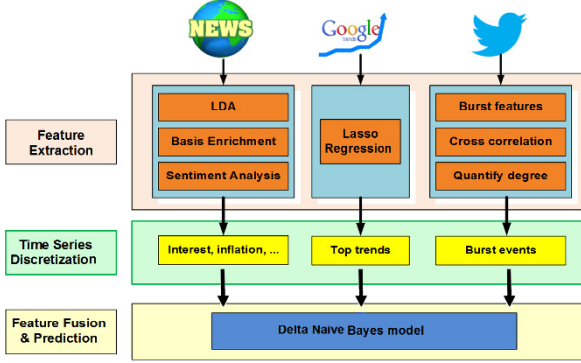 NEWS
Google
trends
Feature
Extraction
LDA
Basis Enrichment
Sentiment Analysis
Lasso
Regression
Burst features
Cross correlation
Quantify degree
Time Series
Discretization
Interest, inflation, ...
Top trends
Burst events
Feature Fusion
& Prediction
Delta Naive Bayes model